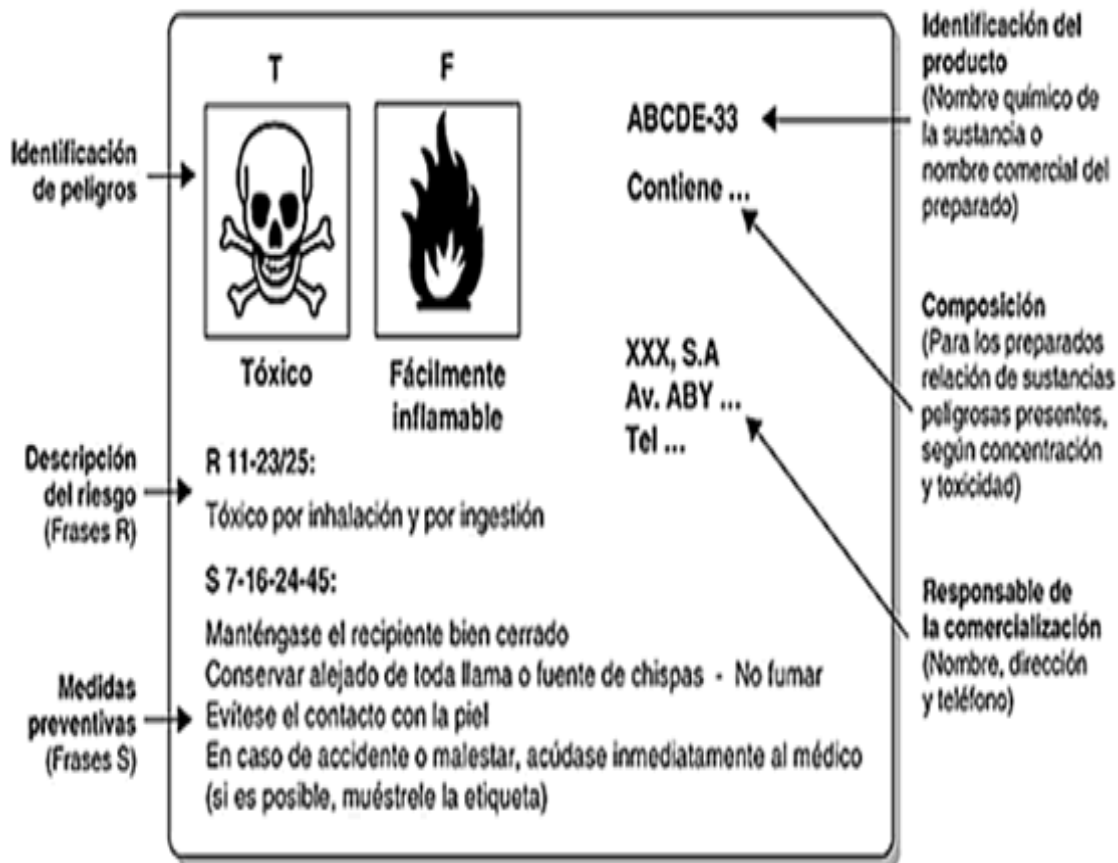 T
F
Tóxico
Fácilmente
inflamable
R 11-23/25:
Tóxico por inhalación y por ingestión
S 7-16-24-45:
Manténgase el recipiente bien cerrado
Conservar alejado de toda llama o fuente de chispas - No fumar
Evitese el contacto con la piel
En caso de accidente o malestar, acúdase inmediatamente al médico
(si es posible, muéstrele la etiqueta)
ABCDE-33
Contiene ...
XXX, S.A
Av. ABY ...
Tel ...
Identificación
de peligros
Descripción
del riesgo
(Frases R)
Medidas
preventivas
(Frases S)
Identificación del
producto
(Nombre químico de
la sustancia o
nombre comercial del
preparado)
Composición
(Para los preparados
relación de sustancias
peligrosas presentes,
según concentración
y toxicidad)
Responsable de
la comercialización
(Nombre, dirección
y teléfono)